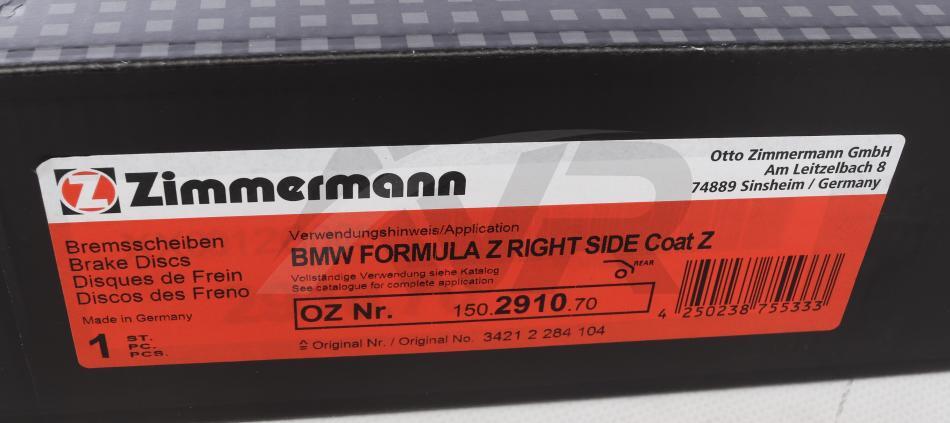 Zimmermann
Otto Zimmermann GmbH
Am Leitzelbach 8
74889 Sinsheim / Germany
Bremsscheiben
Brake Discs
Disques de Frein
Discos des Freno
Made in Germany
1 ST.
PC.
PCS.
Verwendungshinweis/Application
BMW FORMULA Z RIGHT SIDE Coat Z
Vollständige Verwendung siehe Katalog
See catalogue for complete application
REAR
OZ Nr. 150.2910.70
≙ Original Nr. / Original No. 3421 2 284 104
4 250238 755333